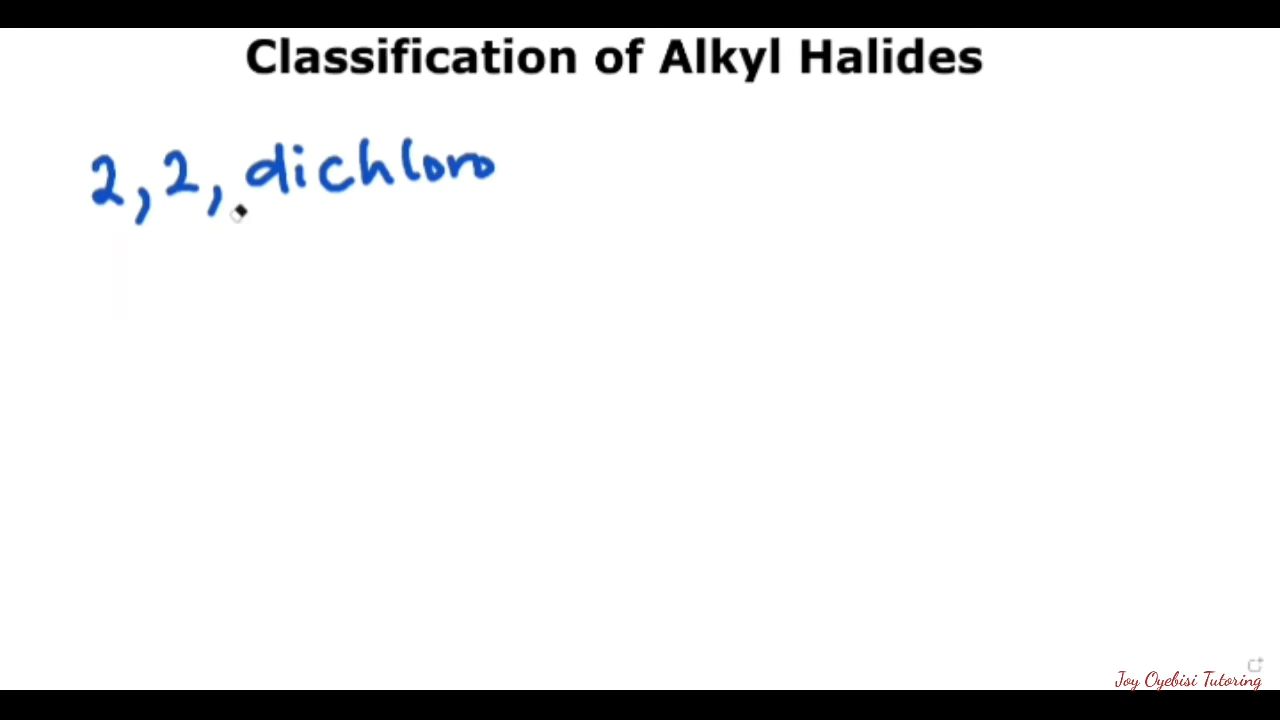 Classification of Alkyl Halides
2,2, dichloro
Joy Oyebisi Tutoring